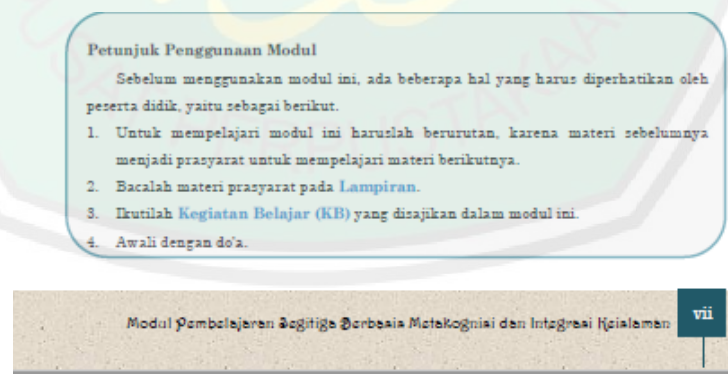 Petunjuk Penggunaan Modul
Sebelum menggunakan modul ini, ada beberapa hal yang harus diperhatikan oleh
peserta didik, yaitu sebagai berikut.
1. Untuk mempelajari modul ini haruslah berurutan, karena materi sebelumnya
menjadi prasyarat untuk mempelajari materi berikutnya.
2. Bacalah materi prasyarat pada Lampiran.
3. Ikutilah Kegiatan Belajar (KB) yang disajikan dalam modul ini.
4. Awali dengan do'a.
Modul Pembelajaran Segitiga Berbasis Metakognisi dan Integrasi Keislaman
vii